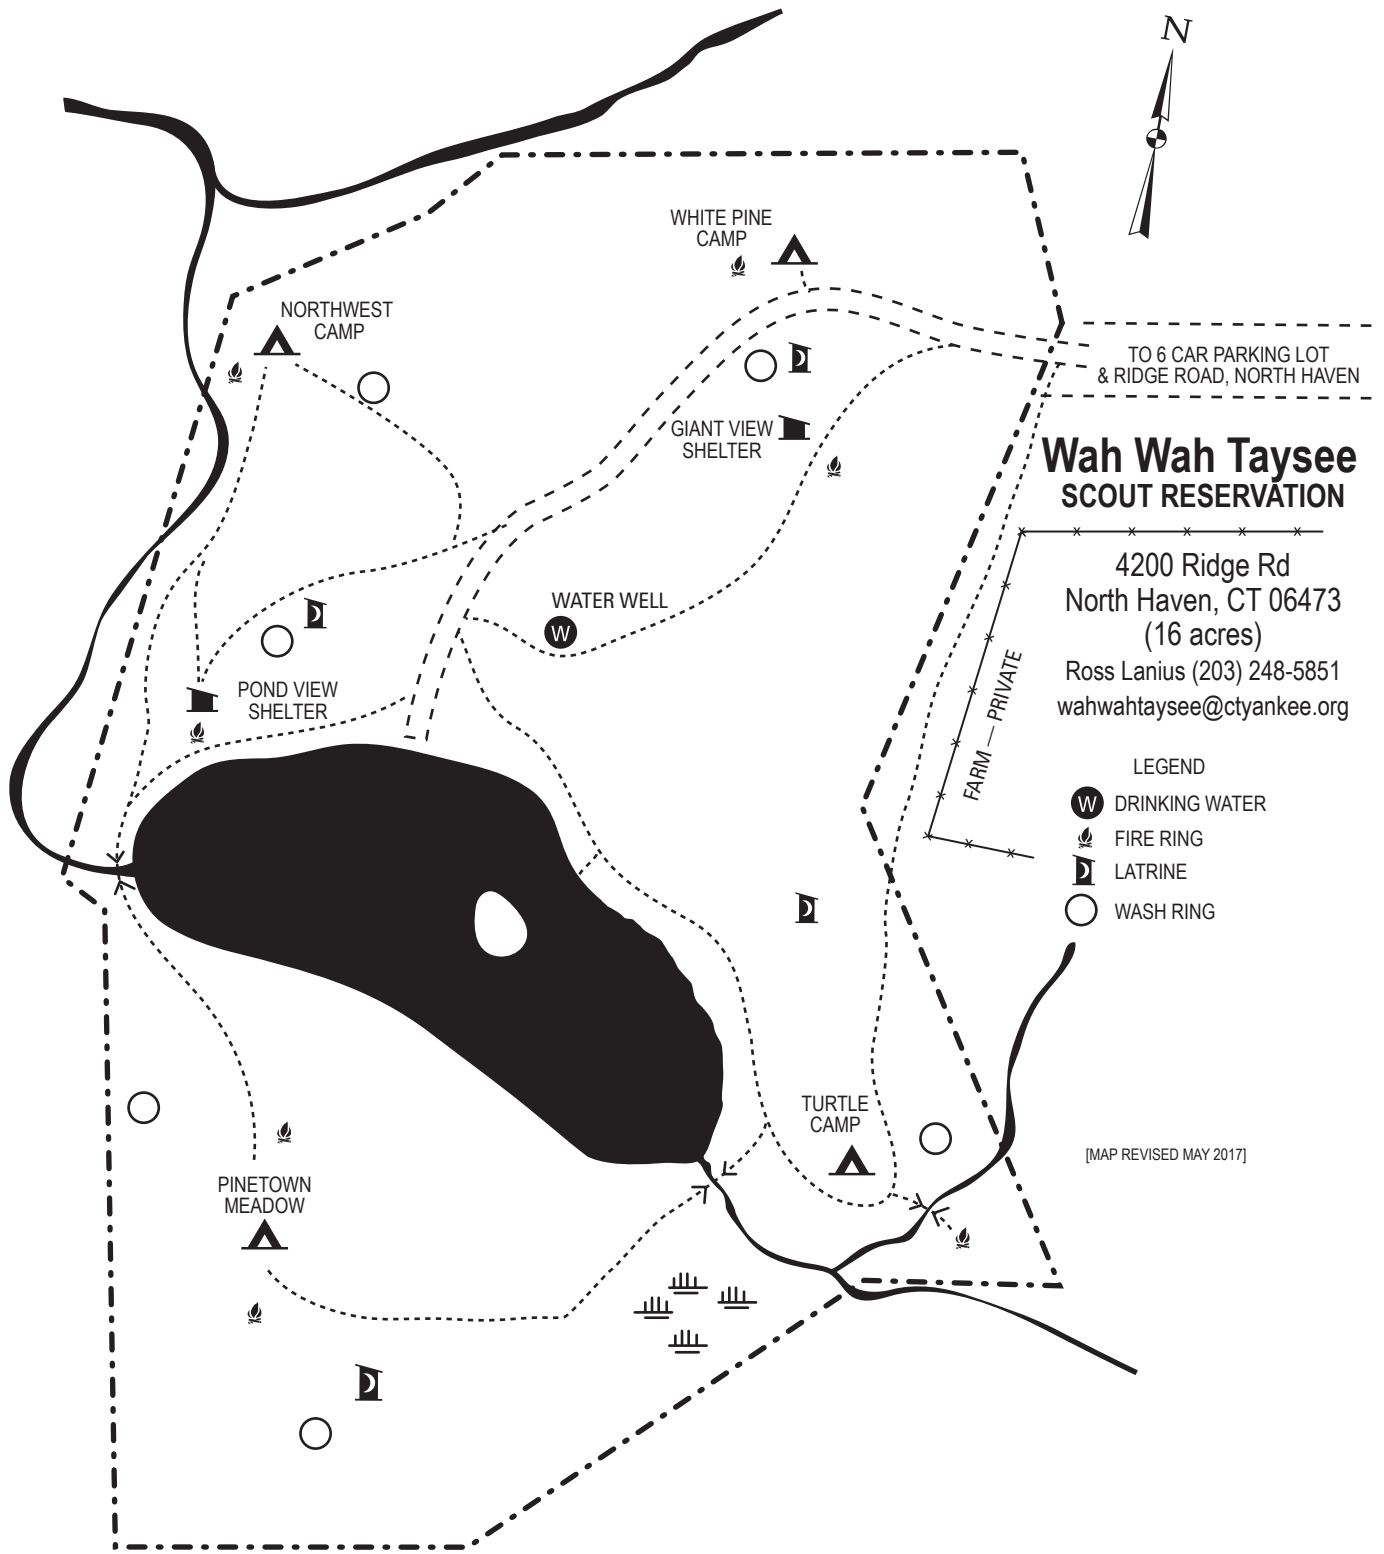 N
WHITE PINE
CAMP
NORTHWEST
CAMP
TO 6 CAR PARKING LOT
& RIDGE ROAD, NORTH HAVEN
GIANT VIEW
SHELTER
Wah Wah Taysee
SCOUT RESERVATION
4200 Ridge Rd
North Haven, CT 06473
(16 acres)
Ross Lanius (203) 248-5851
wahwahtaysee@ctyankee.org
WATER WELL
W
POND VIEW
SHELTER
FARM — PRIVATE
LEGEND
W DRINKING WATER
FIRE RING
LATRINE
WASH RING
TURTLE
CAMP
[MAP REVISED MAY 2017]
PINETOWN
MEADOW